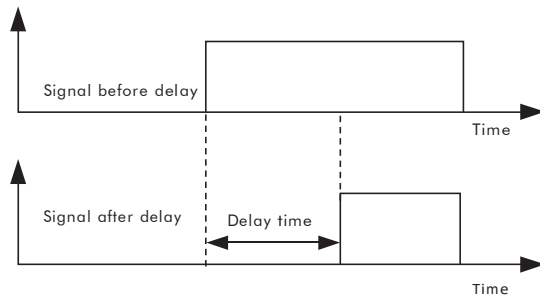 Signal before delay
Time
Signal after delay
Delay time
Time